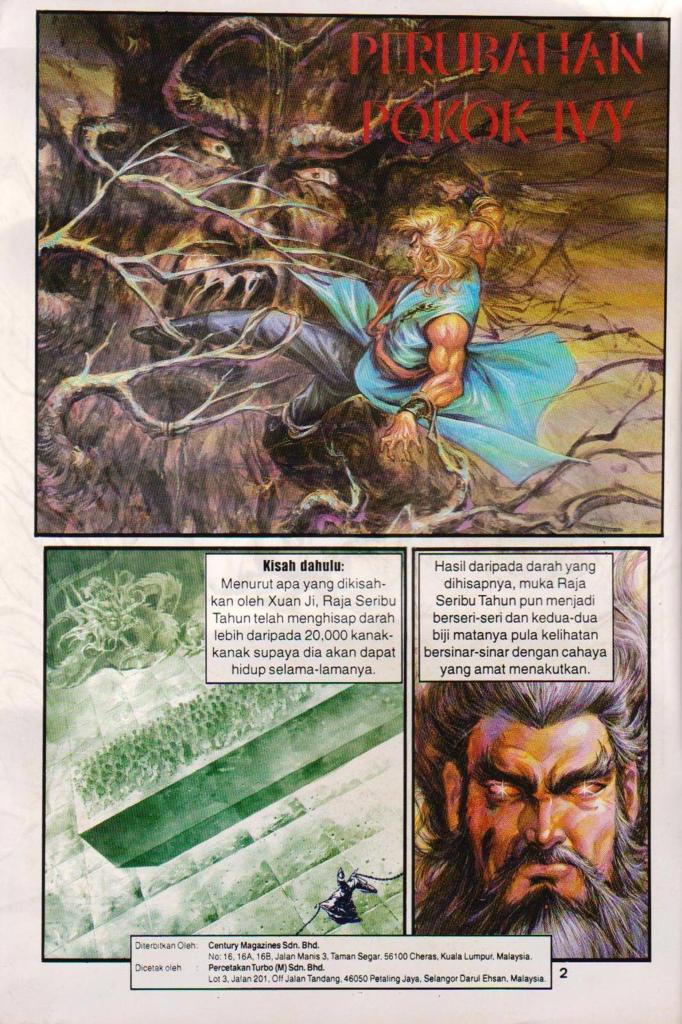 PERUBAHAN
POKOK IVY
Kisah dahulu:
Menurut apa yang dikisah-
kan oleh Xuan Ji, Raja Seribu
Tahun telah menghisap darah
lebih daripada 20,000 kanak-
kanak supaya dia akan dapat
hidup selama-lamanya.
Hasil daripada darah yang
dihisapnya, muka Raja
Seribu Tahun pun menjadi
berseri-seri dan kedua-dua
biji matanya pula kelihatan
bersinar-sinar dengan cahaya
yang amat menakutkan.
Diterbitkan Oleh: Century Magazines Sdn. Bhd.
No: 16, 16A, 16B, Jalan Manis 3, Taman Segar, 56100 Cheras, Kuala Lumpur, Malaysia.
Dicetak oleh : Percetakan Turbo (M) Sdn. Bhd.
Lot 3, Jalan 201, Off Jalan Tandang, 46050 Petaling Jaya, Selangor Darul Ehsan, Malaysia.
2